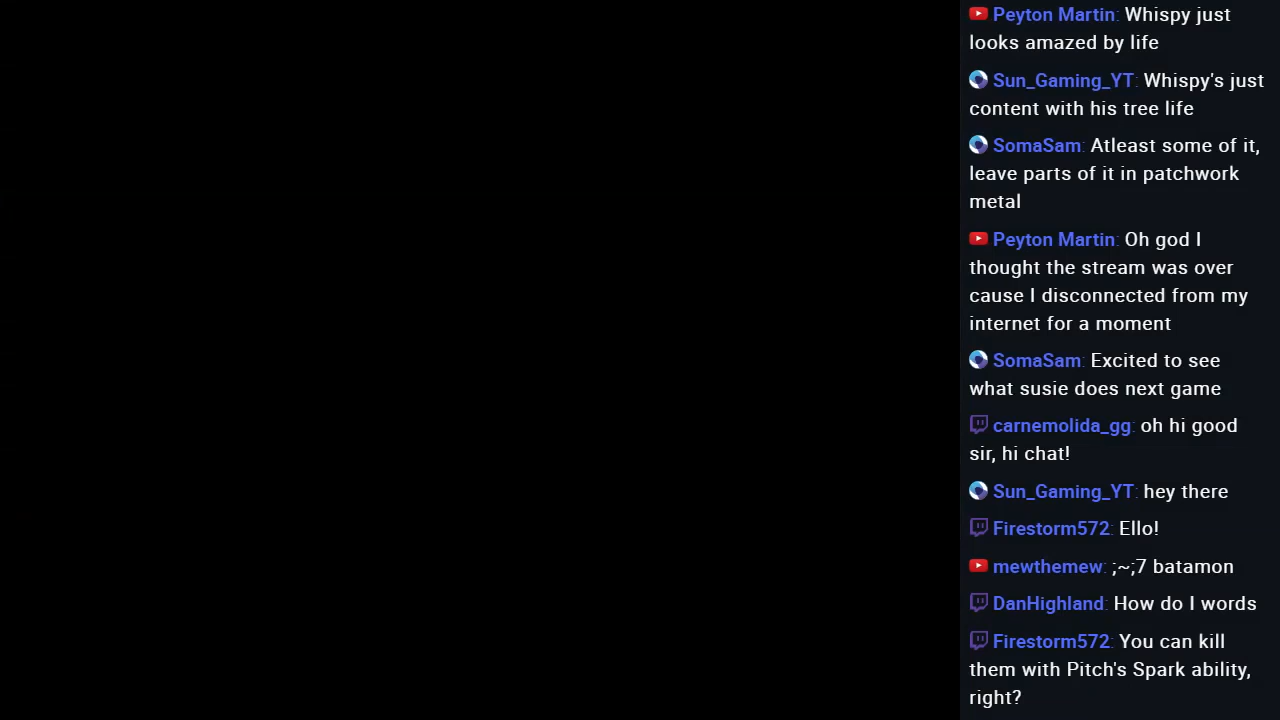 Peyton Martin: Whispy just
looks amazed by life
Sun_Gaming_YT: Whispy's just
content with his tree life
SomaSam: Atleast some of it,
leave parts of it in patchwork
metal
Peyton Martin: Oh god I
thought the stream was over
cause I disconnected from my
internet for a moment
SomaSam: Excited to see
what susie does next game
carnemolida_gg: oh hi good
sir, hi chat!
Sun_Gaming_YT: hey there
Firestorm572: Ello!
mewthemew: ;~;7 batamon
DanHighland: How do I words
Firestorm572: You can kill
them with Pitch's Spark ability,
right?